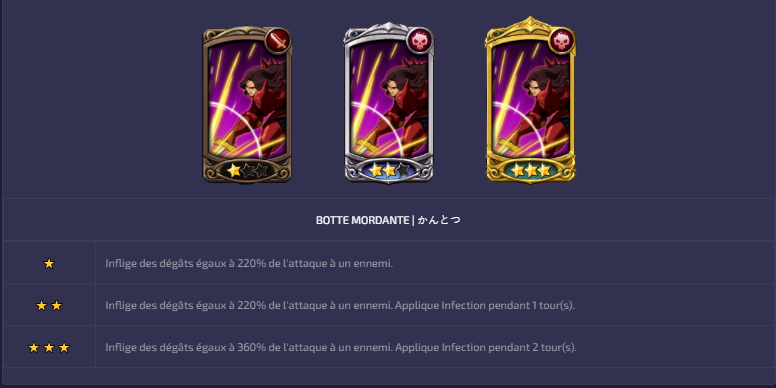 BOTTE MORDANTE | かんとつ
Inflige des dégâts égaux à 220% de l'attaque à un ennemi.
Inflige des dégâts égaux à 220% de l'attaque à un ennemi. Applique Infection pendant 1 tour(s).
Inflige des dégâts égaux à 360% de l'attaque à un ennemi. Applique Infection pendant 2 tour(s).